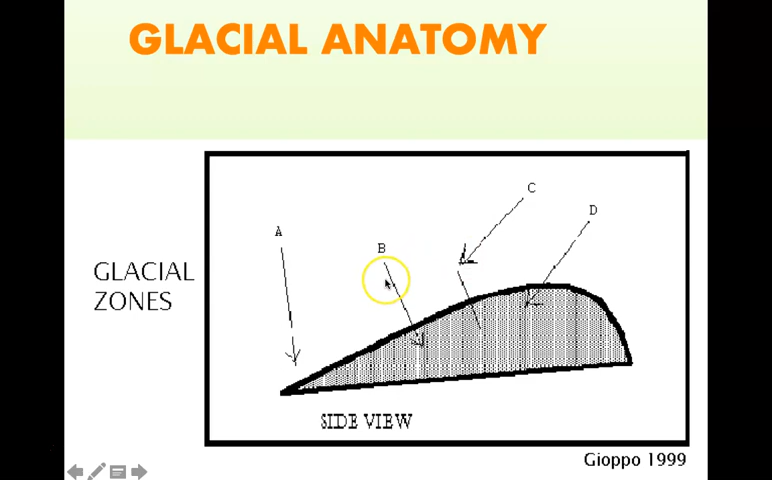 GLACIAL ANATOMY
C
D
A
B
GLACIAL
ZONES
SIDE VIEW
Gioppo 1999